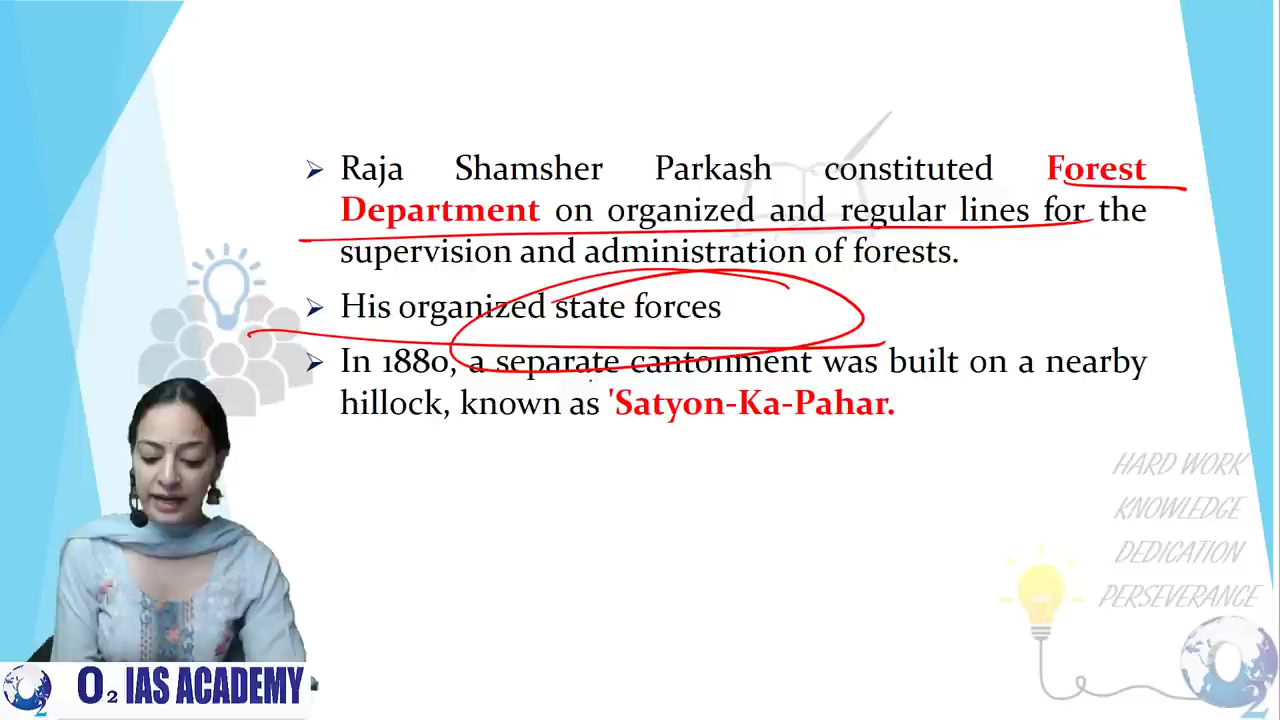 Raja Shamsher Parkash constituted Forest
Department on organized and regular lines for the
supervision and administration of forests.
His organized state forces
In 1880, a separate cantonment was built on a nearby
hillock, known as 'Satyon-Ka-Pahar.
HARD WORK
KNOWLEDGE
DEDICATION
PERSEVERANCE
O2 IAS ACADEMY
O2
2